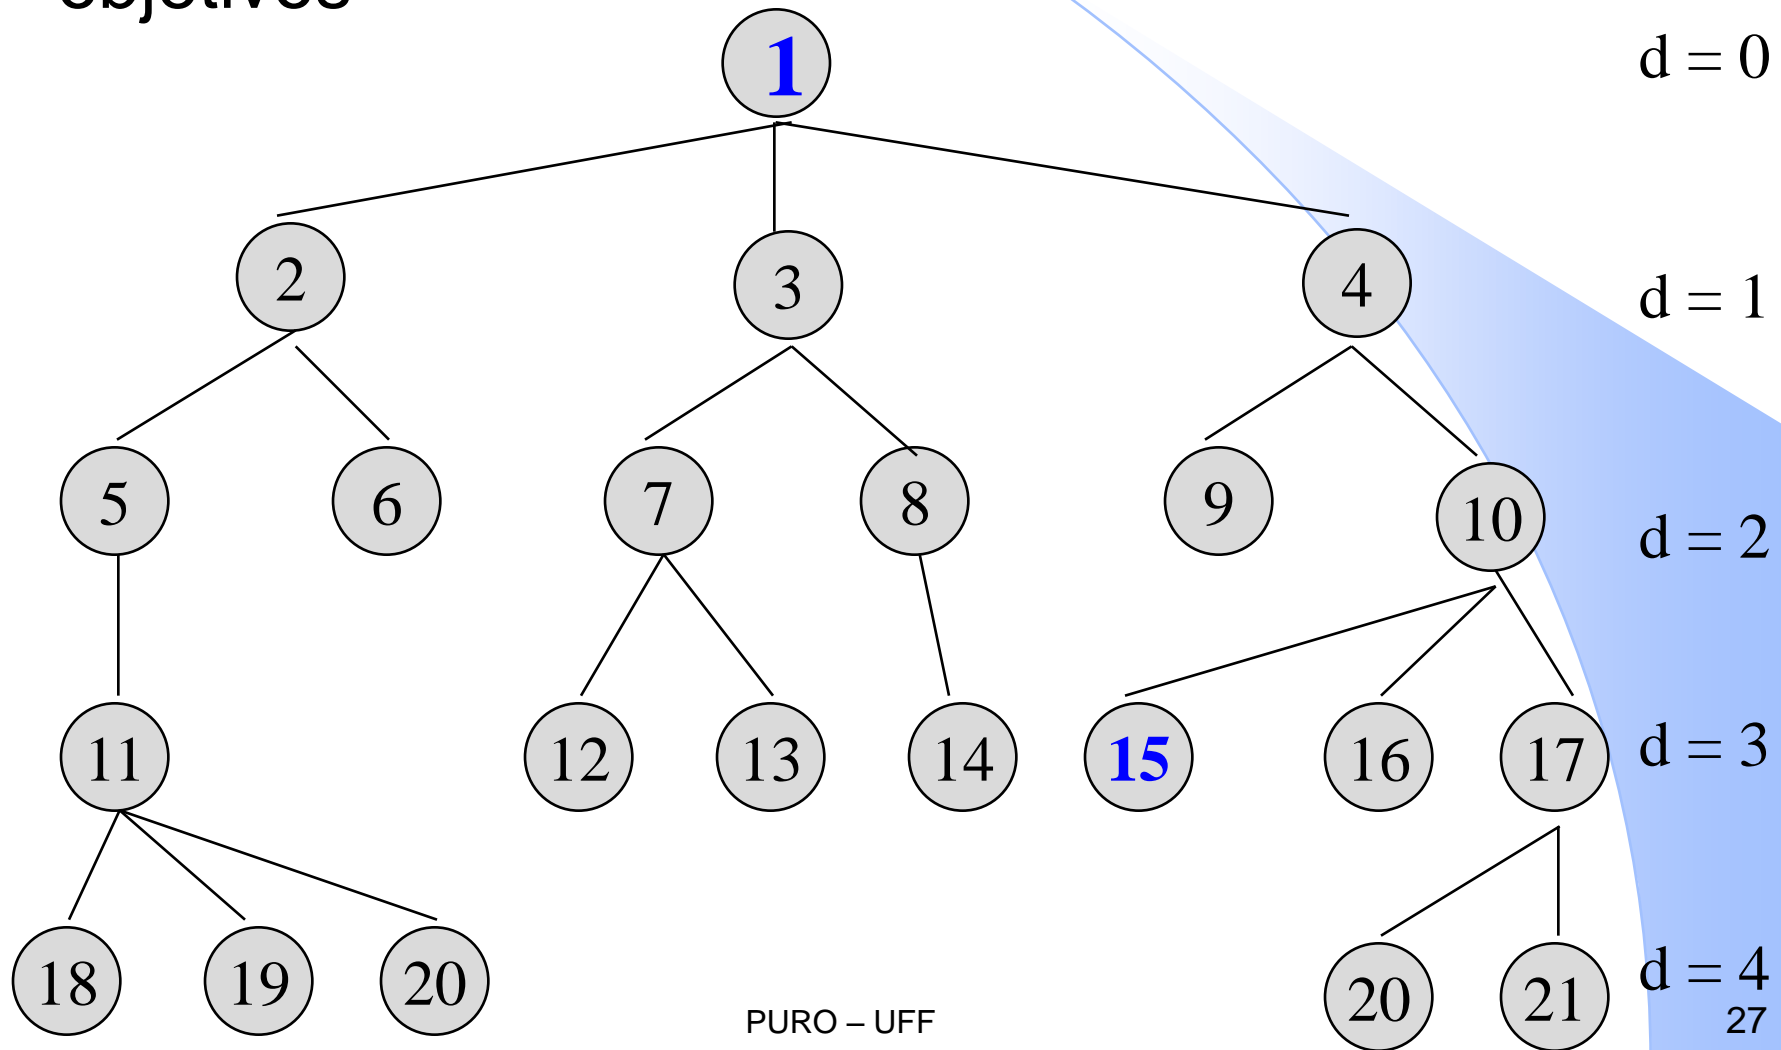 objetivos
1 d = 0
2 3 4 d = 1
5 6 7 8 9 10 d = 2
11 12 13 14 15 16 17 d = 3
18 19 20 20 21 d = 4
PURO – UFF 27